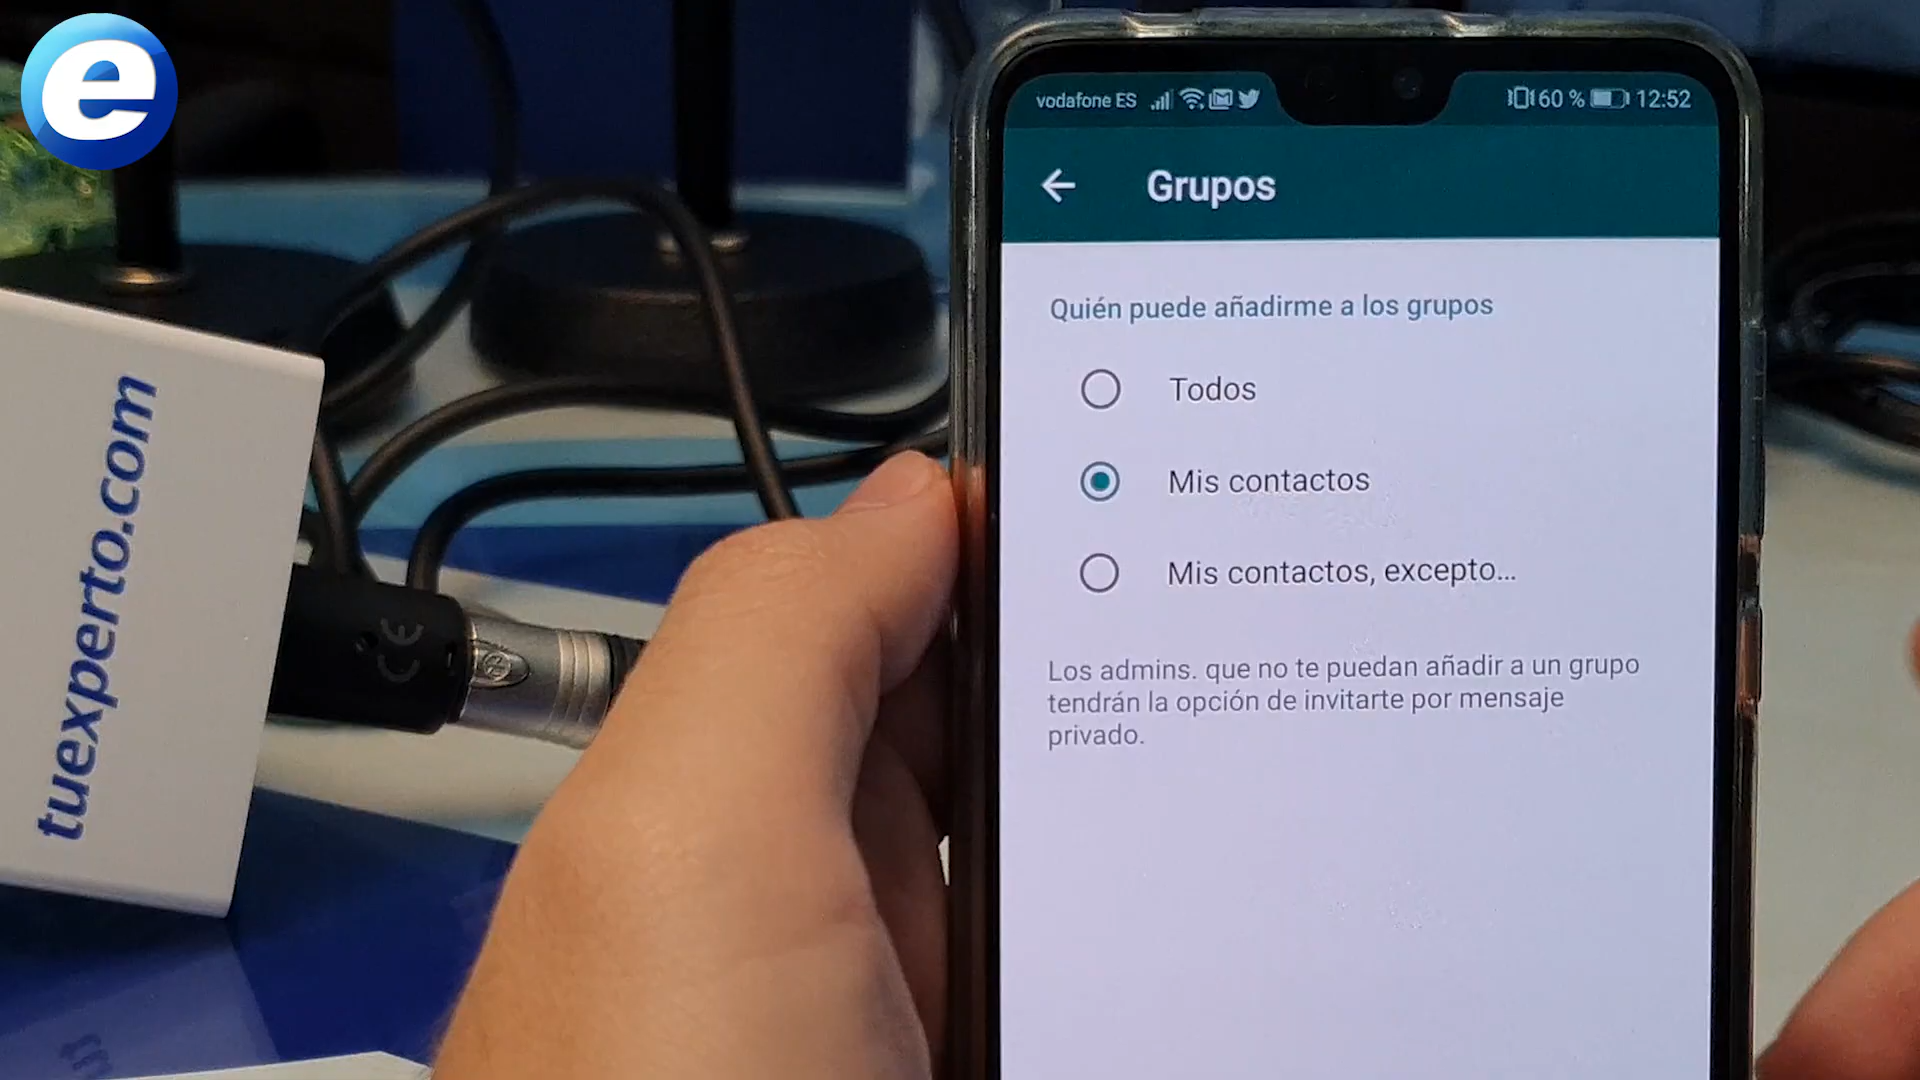 e
vodafone ES
60 %
12:52
Grupos
Quién puede añadirme a los grupos
Todos
Mis contactos
Mis contactos, excepto...
Los admins. que no te puedan añadir a un grupo
tendrán la opción de invitarte por mensaje
privado.
tuexperto.com
CE